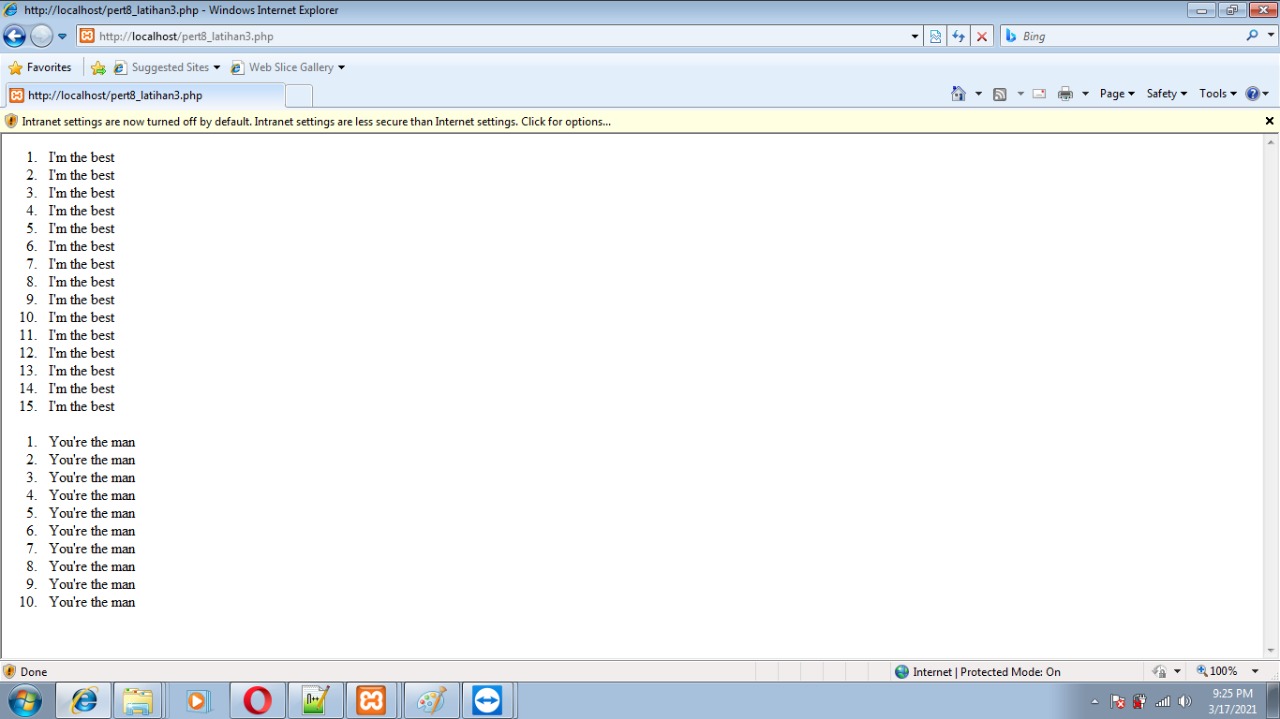 http://localhost/pert8_latihan3.php - Windows Internet Explorer
http://localhost/pert8_latihan3.php
Bing
Favorites
Suggested Sites
Web Slice Gallery
http://localhost/pert8_latihan3.php
Page
Safety
Tools
Intranet settings are now turned off by default. Intranet settings are less secure than Internet settings. Click for options...
1. I'm the best
2. I'm the best
3. I'm the best
4. I'm the best
5. I'm the best
6. I'm the best
7. I'm the best
8. I'm the best
9. I'm the best
10. I'm the best
11. I'm the best
12. I'm the best
13. I'm the best
14. I'm the best
15. I'm the best
1. You're the man
2. You're the man
3. You're the man
4. You're the man
5. You're the man
6. You're the man
7. You're the man
8. You're the man
9. You're the man
10. You're the man
Done
Internet | Protected Mode: On
100%
9:25 PM
3/17/2021